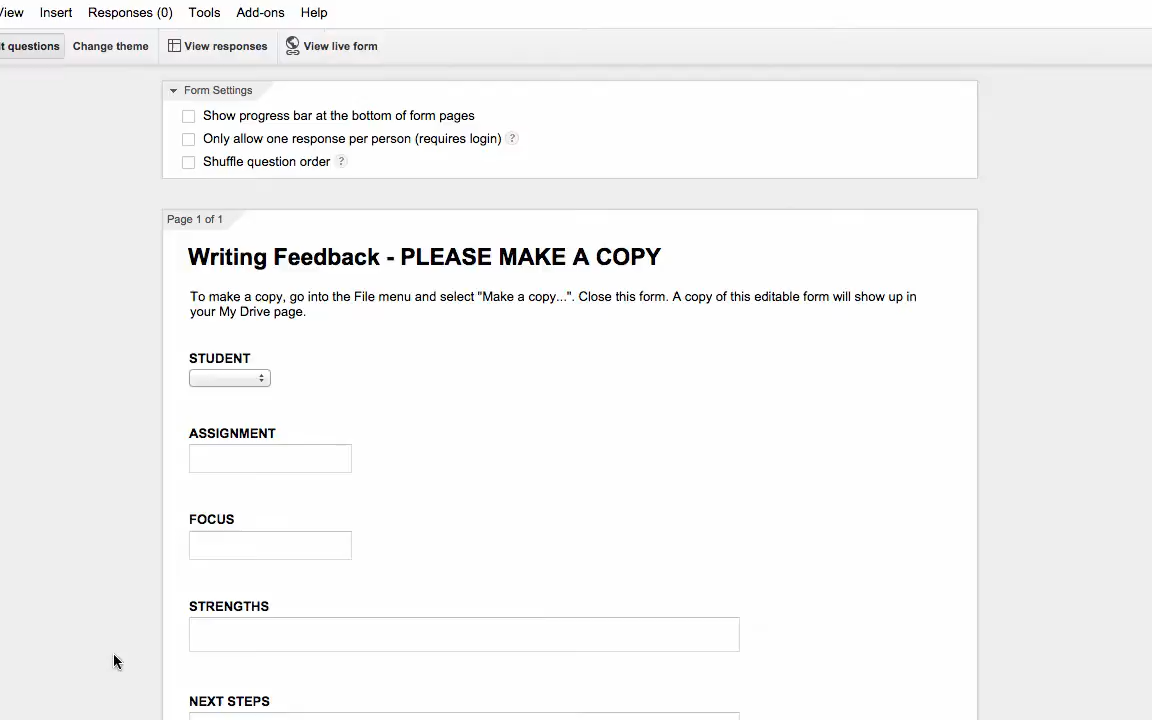 View Insert Responses (0) Tools Add-ons Help
t questions Change theme View responses View live form
Form Settings
Show progress bar at the bottom of form pages
Only allow one response per person (requires login) ?
Shuffle question order ?
Page 1 of 1
Writing Feedback - PLEASE MAKE A COPY
To make a copy, go into the File menu and select "Make a copy...". Close this form. A copy of this editable form will show up in
your My Drive page.
STUDENT
ASSIGNMENT
FOCUS
STRENGTHS
NEXT STEPS